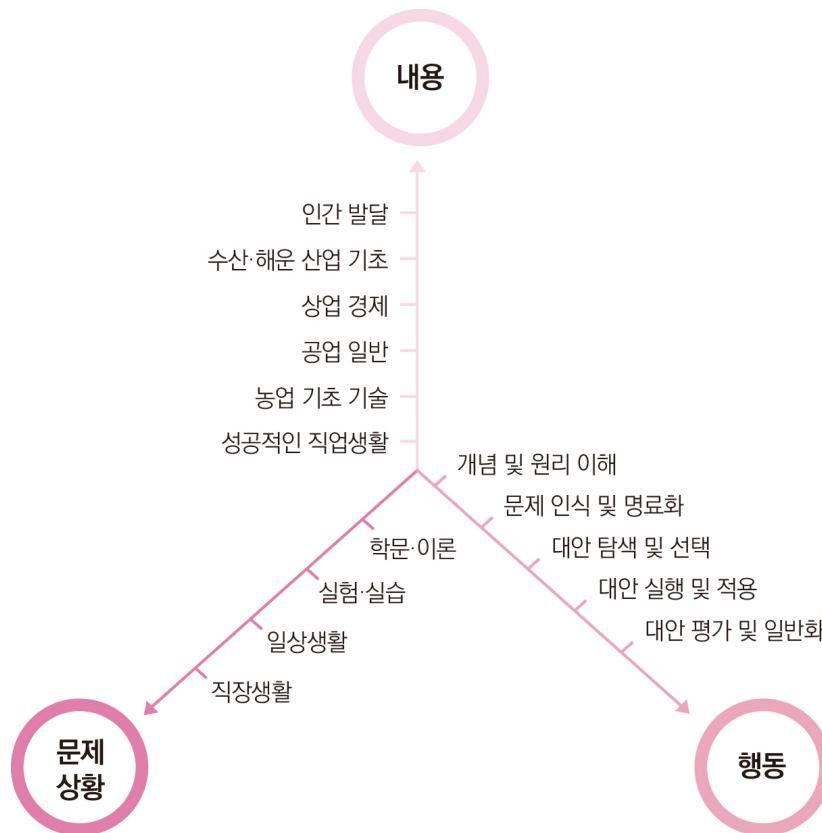 내용
인간 발달
수산·해운 산업 기초
상업 경제
공업 일반
농업 기초 기술
성공적인 직업생활
개념 및 원리 이해
문제 인식 및 명료화
대안 탐색 및 선택
대안 실행 및 적용
대안 평가 및 일반화
학문·이론
실험·실습
일상생활
직장생활
문제
상황
행동